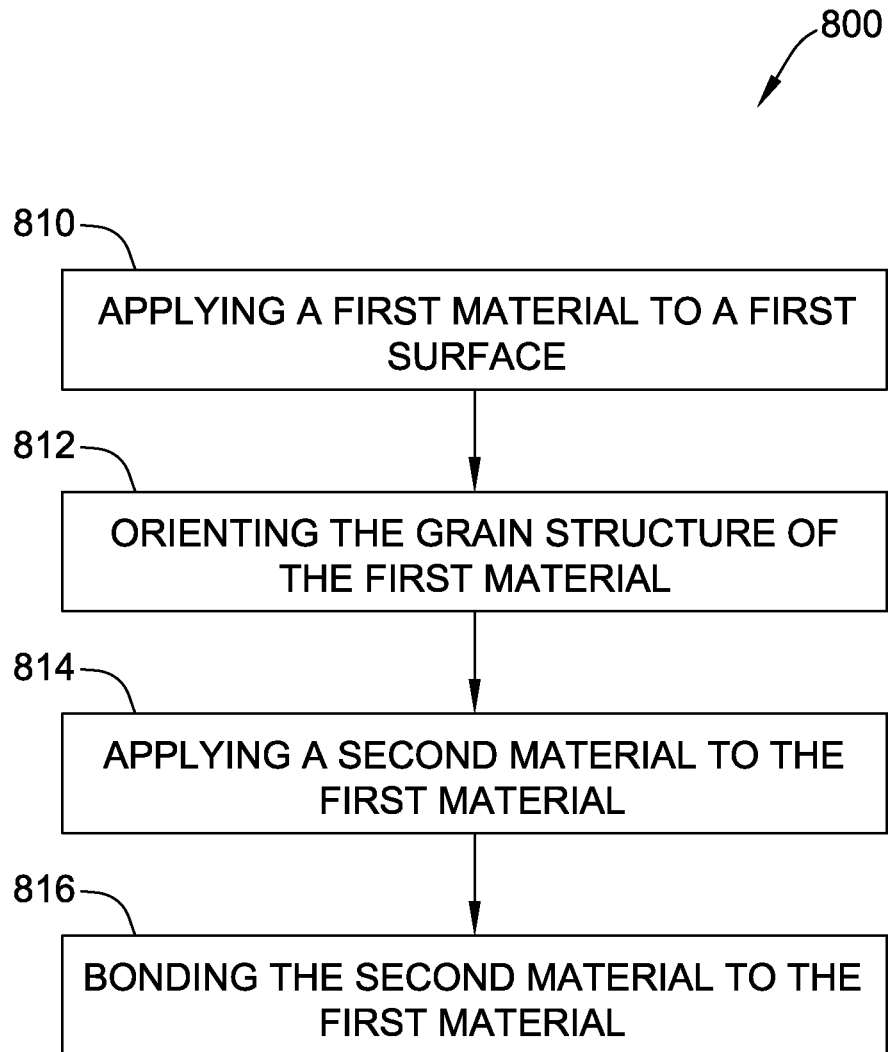 800
810
APPLYING A FIRST MATERIAL TO A FIRST
SURFACE
812
ORIENTING THE GRAIN STRUCTURE OF
THE FIRST MATERIAL
814
APPLYING A SECOND MATERIAL TO THE
FIRST MATERIAL
816
BONDING THE SECOND MATERIAL TO THE
FIRST MATERIAL